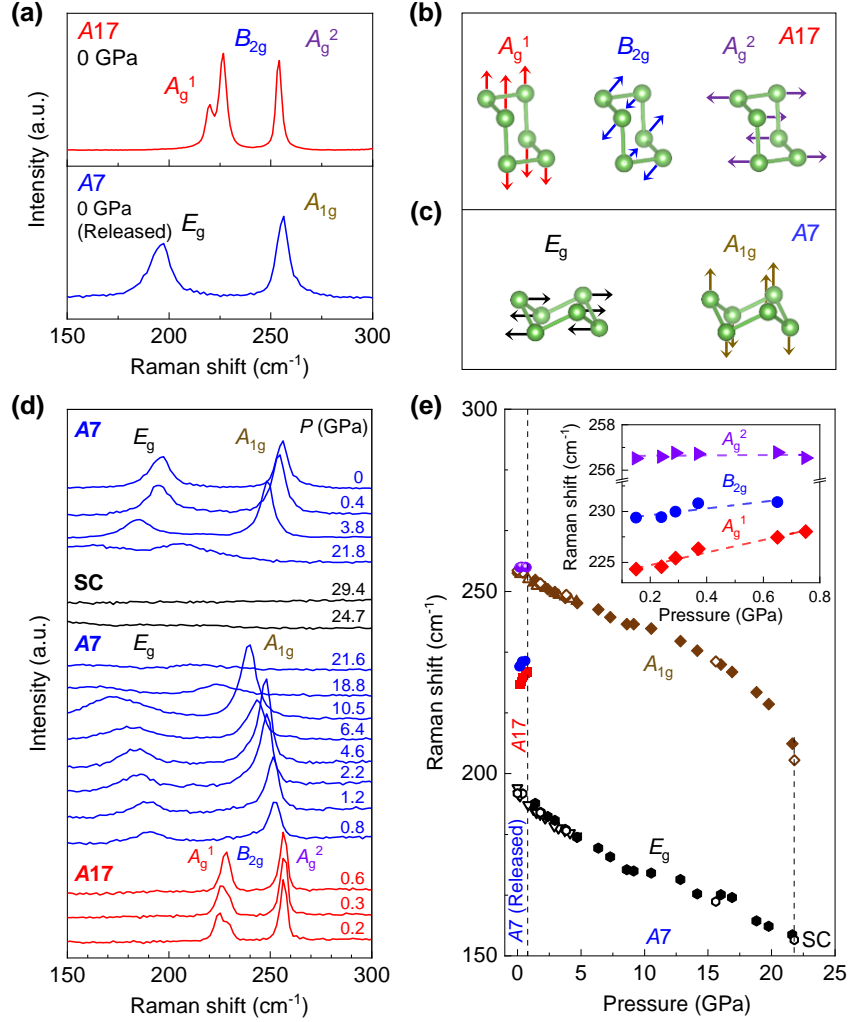 (a)
A17
0 GPa
A_g^1
B_2g
A_g^2
A7
0 GPa
(Released)
E_g
A_1g
Intensity (a.u.)
150 200 250 300
Raman shift (cm⁻¹)
(b)
A_g^1
B_2g
A_g^2
A17
(c)
E_g
A_1g
A7
(d)
A7
E_g
A_1g
P (GPa)
0
0.4
3.8
21.8
SC
29.4
24.7
A7
E_g
A_1g
21.6
18.8
10.5
6.4
4.6
2.2
1.2
0.8
A_g^1
B_2g
A_g^2
A17
0.6
0.3
0.2
Intensity (a.u.)
150 200 250 300
Raman shift (cm⁻¹)
(e)
300
250
200
150
Raman shift (cm⁻¹)
258
256
230
225
Raman shift (cm⁻¹)
A_g^2
B_2g
A_g^1
0.0 0.2 0.4 0.6 0.8
Pressure (GPa)
A_1g
A17
E_g
A7 (Released)
A7
SC
0 5 10 15 20 25
Pressure (GPa)